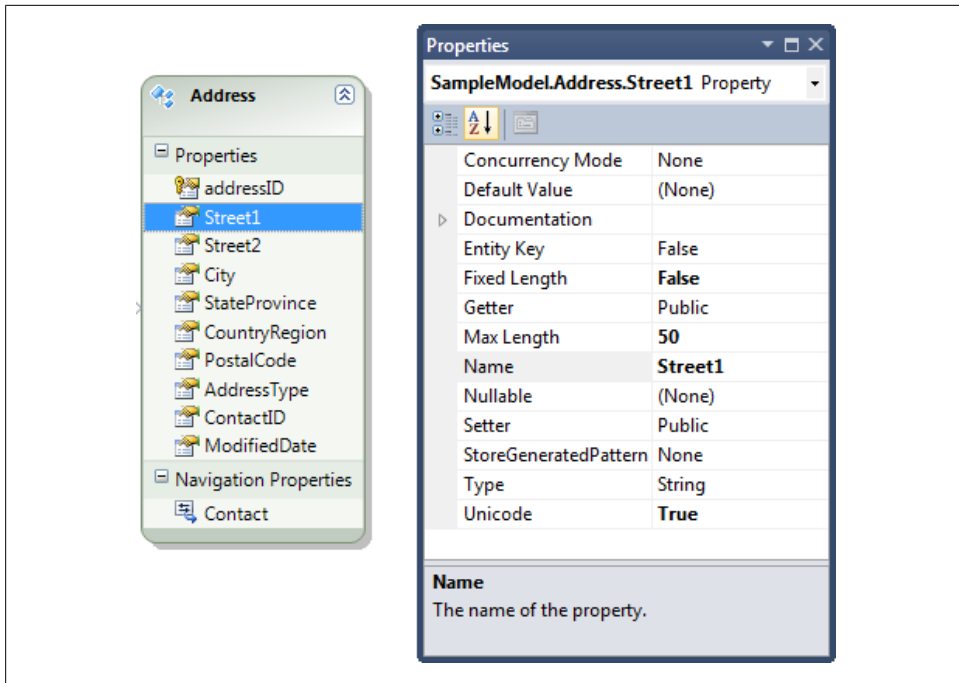 Address
Properties
addressID
Street1
Street2
City
StateProvince
CountryRegion
PostalCode
AddressType
ContactID
ModifiedDate
Navigation Properties
Contact
Properties
SampleModel.Address.Street1 Property
Concurrency Mode None
Default Value (None)
Documentation
Entity Key False
Fixed Length False
Getter Public
Max Length 50
Name Street1
Nullable (None)
Setter Public
StoreGeneratedPattern None
Type String
Unicode True
Name
The name of the property.